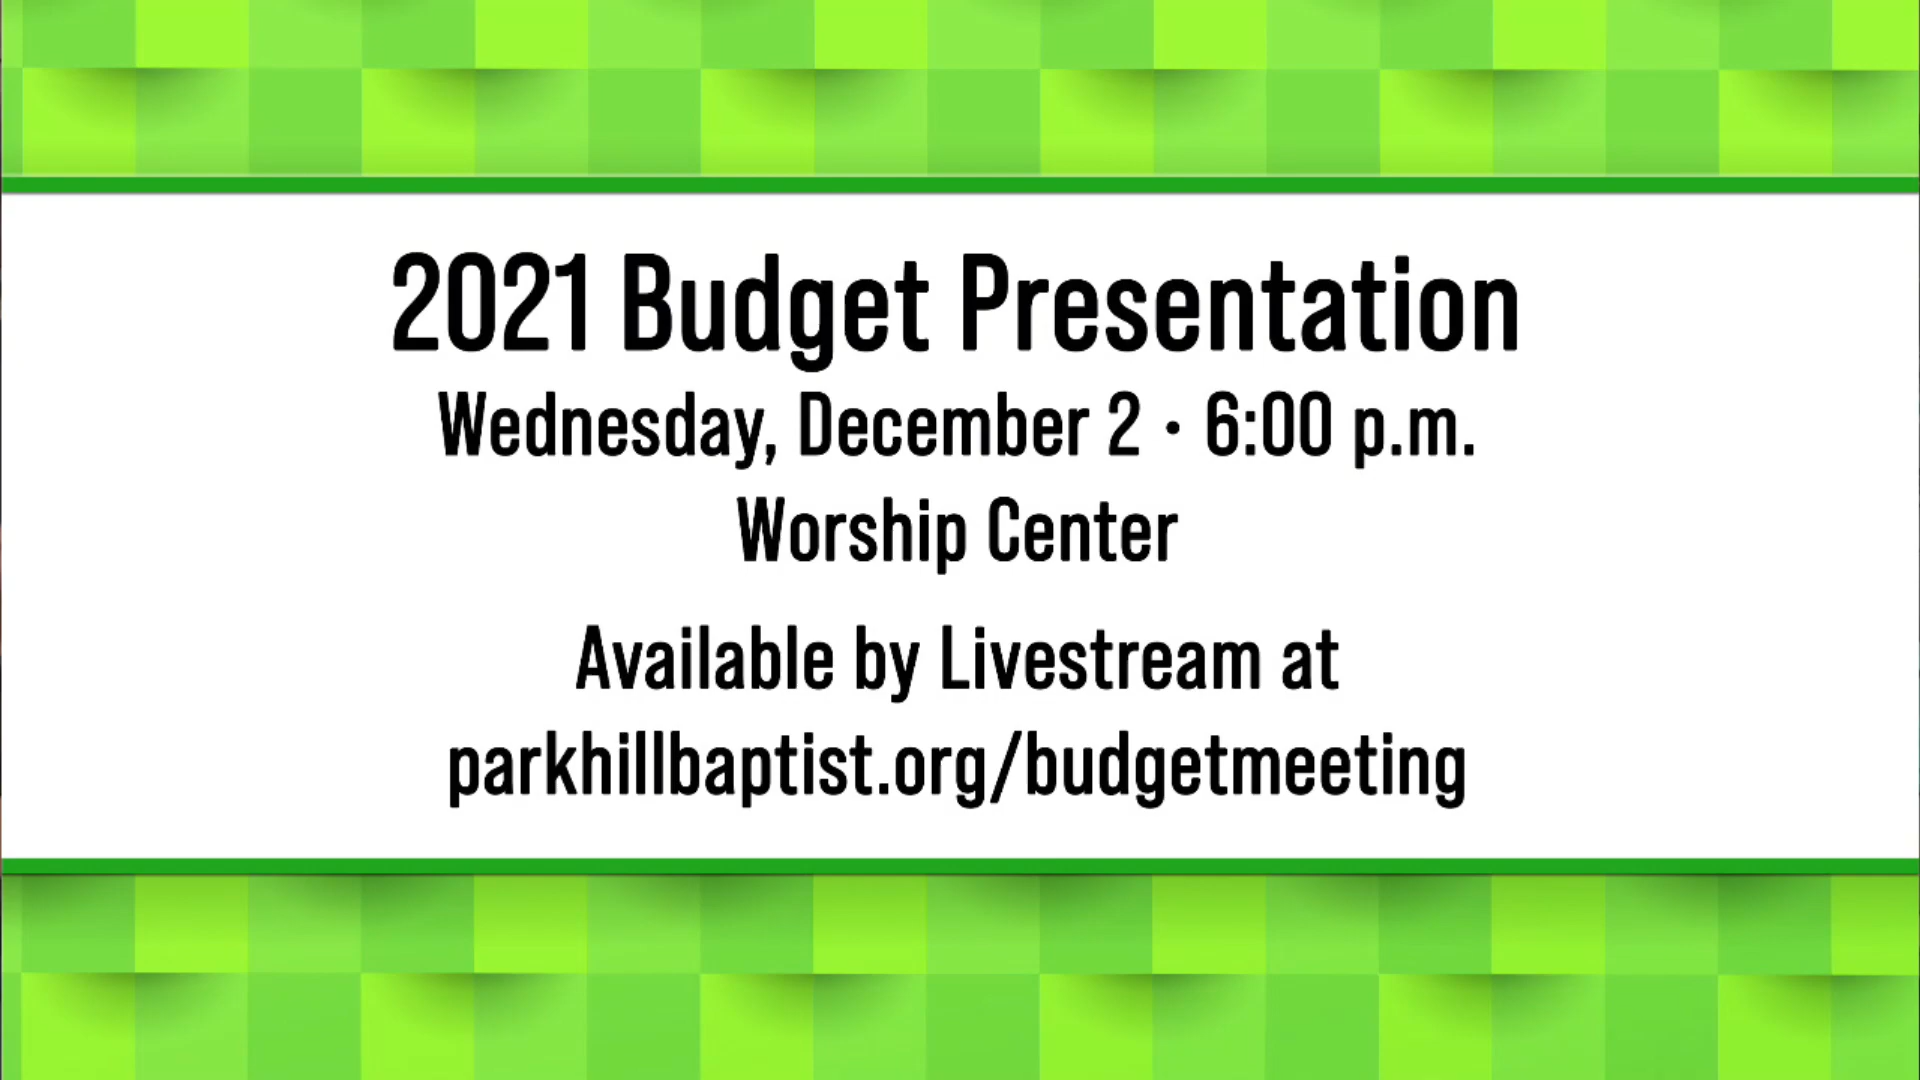 2021 Budget Presentation
Wednesday, December 2 · 6:00 p.m.
Worship Center
Available by Livestream at
parkhillbaptist.org/budgetmeeting